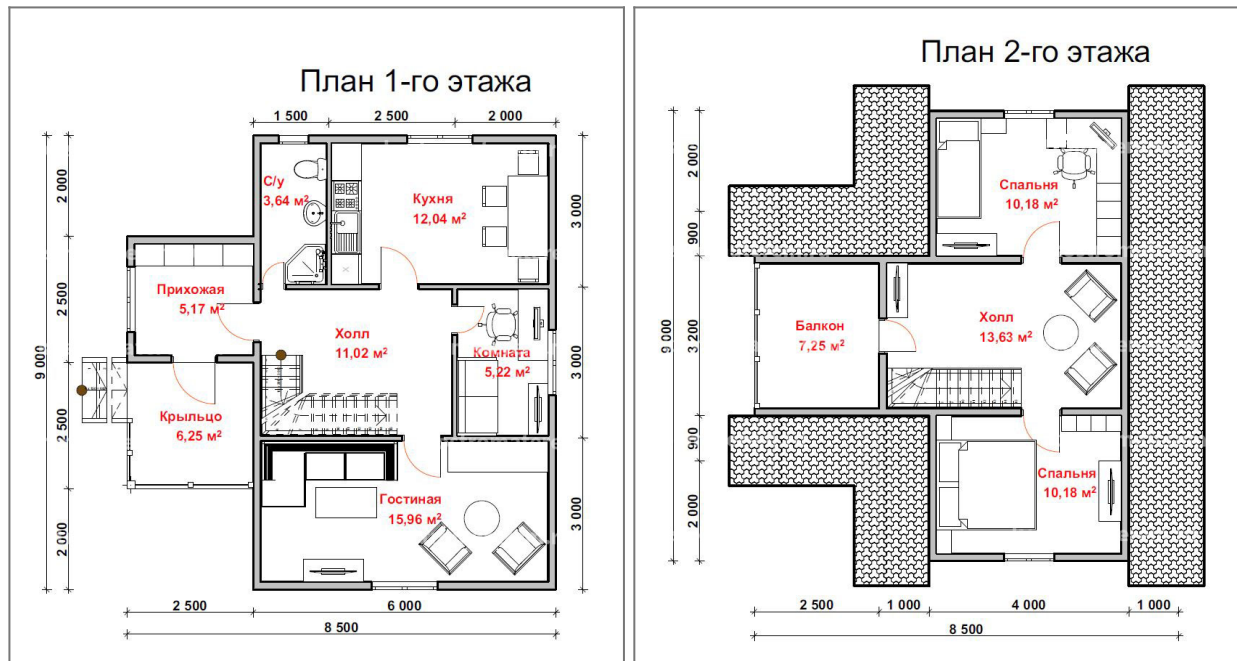 План 1-го этажа
1 500
2 500
2 000
9 000
2 000
2 500
2 500
2 000
3 000
3 000
3 000
С/у
3,64 м²
Кухня
12,04 м²
Прихожая
5,17 м²
Холл
11,02 м²
Комната
5,22 м²
Крыльцо
6,25 м²
Гостиная
15,96 м²
X
2 500
6 000
8 500
План 2-го этажа
9 000
2 000
900
3 200
900
2 000
Спальня
10,18 м²
Балкон
7,25 м²
Холл
13,63 м²
Спальня
10,18 м²
2 500
1 000
4 000
1 000
8 500